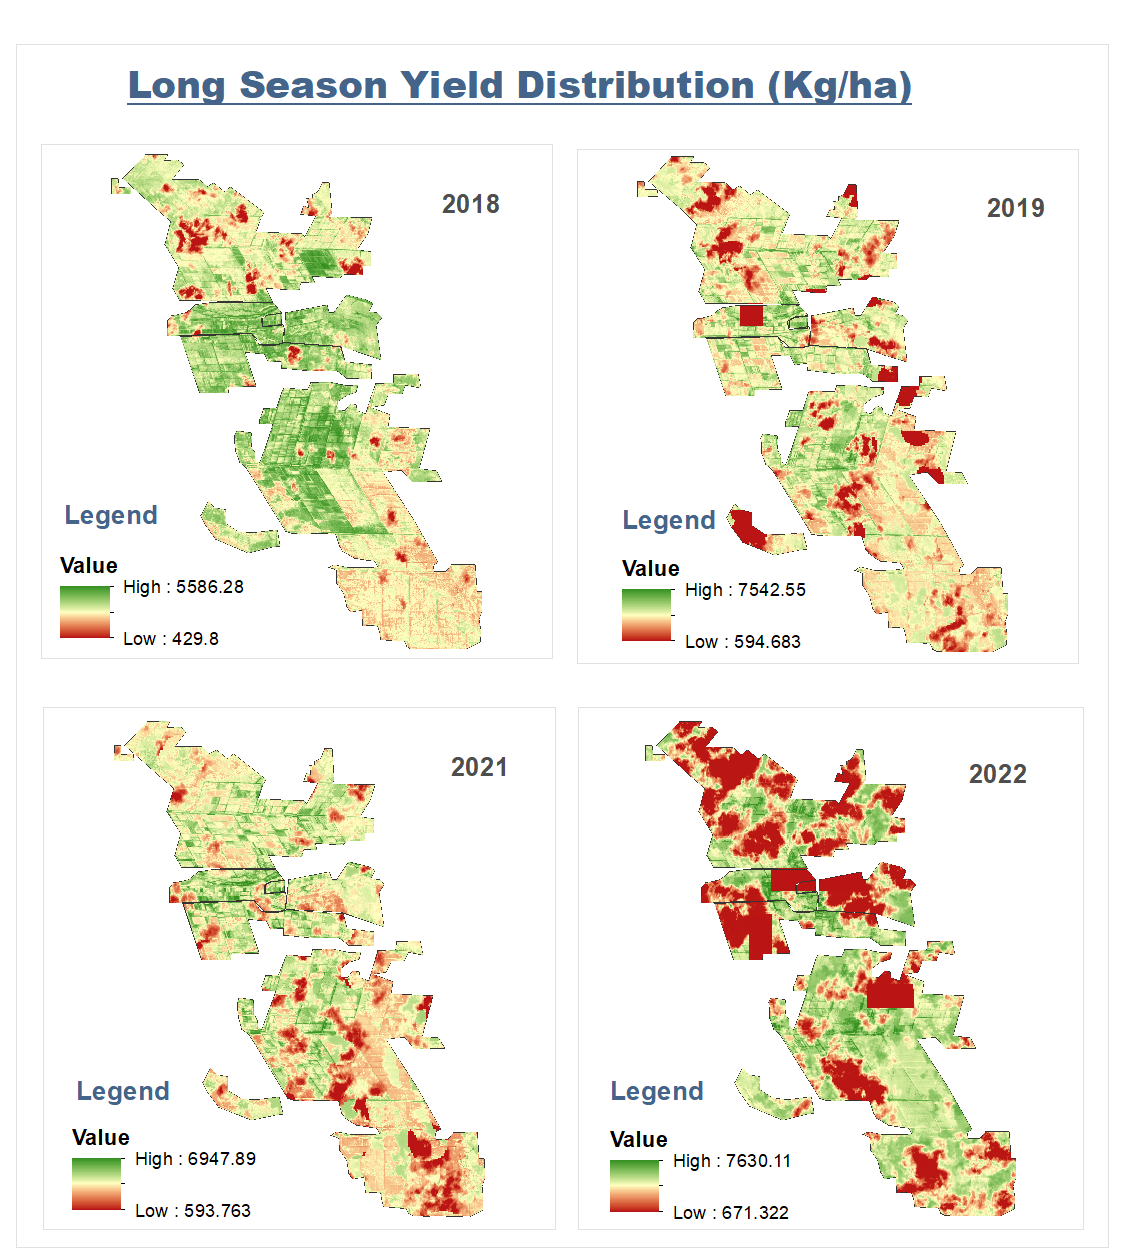 Long Season Yield Distribution (Kg/ha)
2018
Legend
Value
High : 5586.28
Low : 429.8
2019
Legend
Value
High : 7542.55
Low : 594.683
2021
Legend
Value
High : 6947.89
Low : 593.763
2022
Legend
Value
High : 7630.11
Low : 671.322